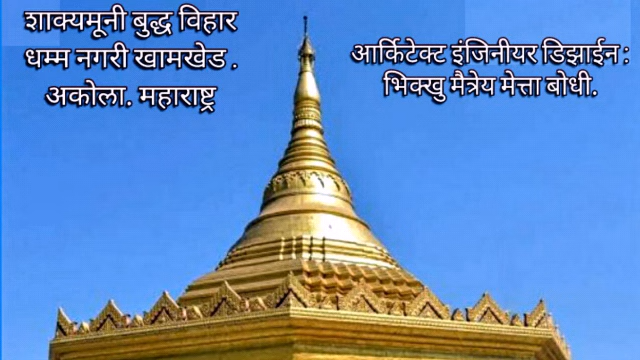 शाक्यमूनी बुद्ध विहार
धम्म नगरी खामखेड .
अकोला. महाराष्ट्र
आर्किटेक्ट इंजिनीयर डिझाईन :
भिक्खु मैत्रेय मेत्ता बोधी.